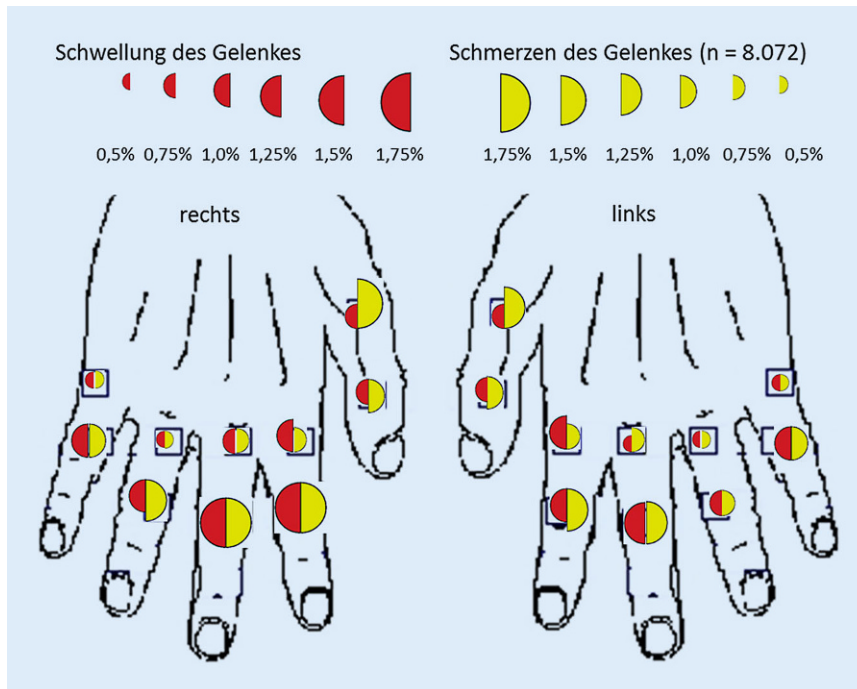 Schwellung des Gelenkes
0,5% 0,75% 1,0% 1,25% 1,5% 1,75%
Schmerzen des Gelenkes (n = 8.072)
1,75% 1,5% 1,25% 1,0% 0,75% 0,5%
rechts
links